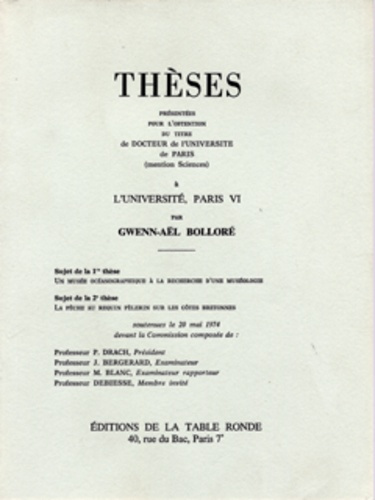 THÈSES
PRÉSENTÉES
POUR L'OBTENTION
DU TITRE
de DOCTEUR de l'UNIVERSITE
de PARIS
(mention Sciences)
à
L'UNIVERSITÉ, PARIS VI
PAR
GWENN-AËL BOLLORÉ
Sujet de la 1re thèse
UN MUSÉE OCÉANOGRAPHIQUE À LA RECHERCHE D'UNE MUSÉOLOGIE
Sujet de la 2e thèse
LA PÊCHE AU REQUIN PÈLERIN SUR LES CÔTES BRETONNES
soutenues le 20 mai 1974
devant la Commission composée de :
Professeur P. DRACH, Président
Professeur J. BERGERARD, Examinateur
Professeur M. BLANC, Examinateur rapporteur
Professeur DEBIESSE, Membre invité
ÉDITIONS DE LA TABLE RONDE
40, rue du Bac, Paris 7e